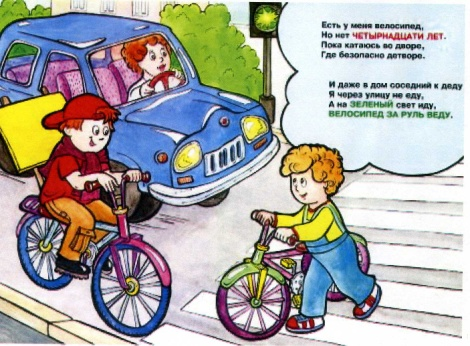 Есть у меня велосипед,
Но нет ЧЕТЫРНАДЦАТИ ЛЕТ.
Пока катаюсь во дворе,
Где безопасно детворе.
И даже в дом соседний к деду
Я через улицу не еду,
А на ЗЕЛЕНЫЙ свет иду,
ВЕЛОСИПЕД ЗА РУЛЬ ВЕДУ.